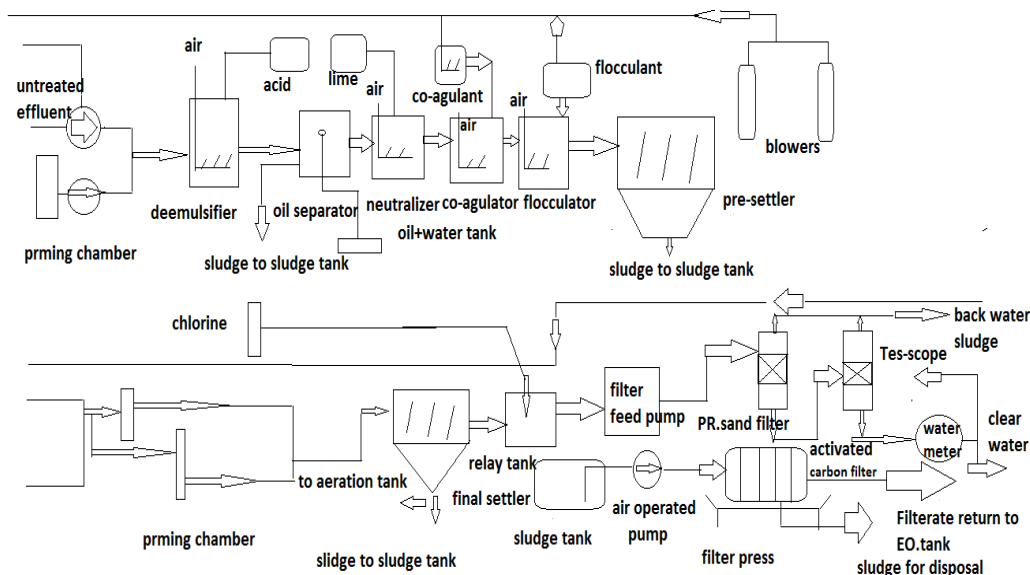 air
untreated
effluent
acid
lime
air
co-agulant
air
air
flocculant
blowers
deemulsifier
oil separator
neutralizer
co-agulator
flocculator
pre-settler
oil+water tank
prming chamber
sludge to sludge tank
sludge to sludge tank
chlorine
back water
sludge
Tes-scope
filter
feed pump
PR.sand filter
water
meter
clear
water
relay tank
activated
carbon filter
to aeration tank
final settler
prming chamber
slidge to sludge tank
sludge tank
air operated
pump
filter press
Filterate return to
EO.tank
sludge for disposal